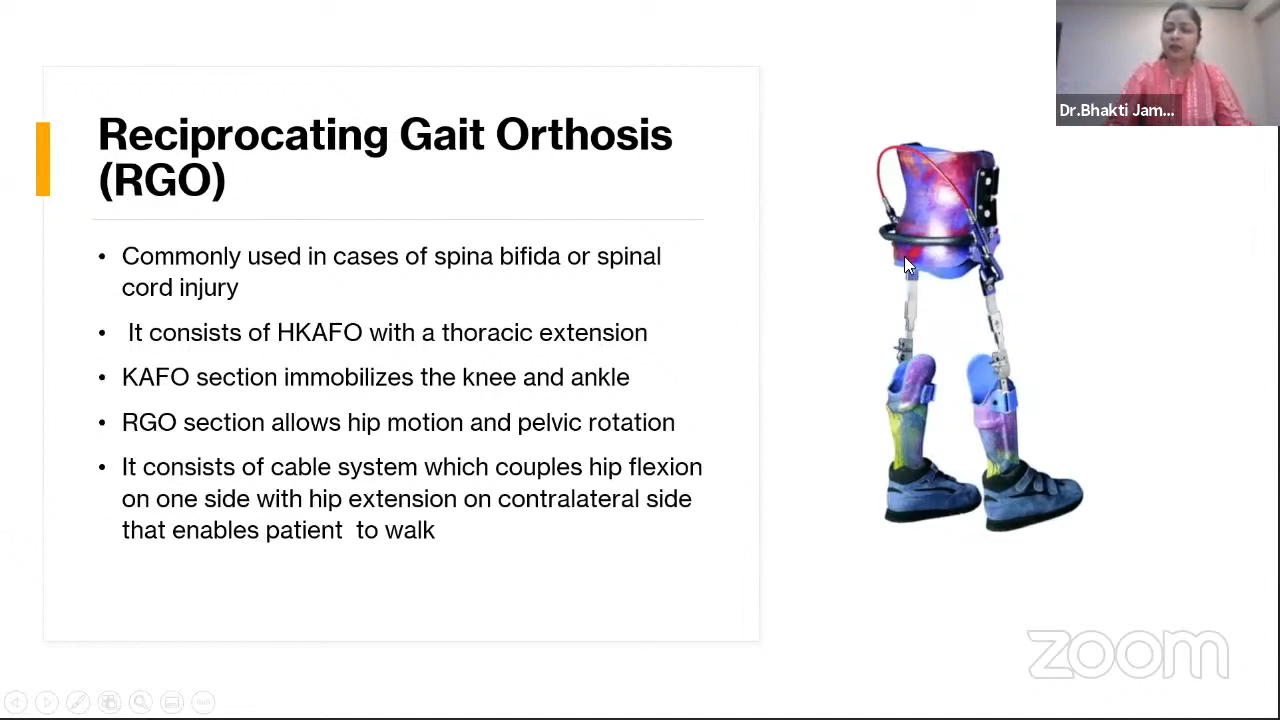 Dr.Bhakti Jam...
Reciprocating Gait Orthosis
(RGO)
• Commonly used in cases of spina bifida or spinal
cord injury
• It consists of HKAFO with a thoracic extension
• KAFO section immobilizes the knee and ankle
• RGO section allows hip motion and pelvic rotation
• It consists of cable system which couples hip flexion
on one side with hip extension on contralateral side
that enables patient to walk
zoom